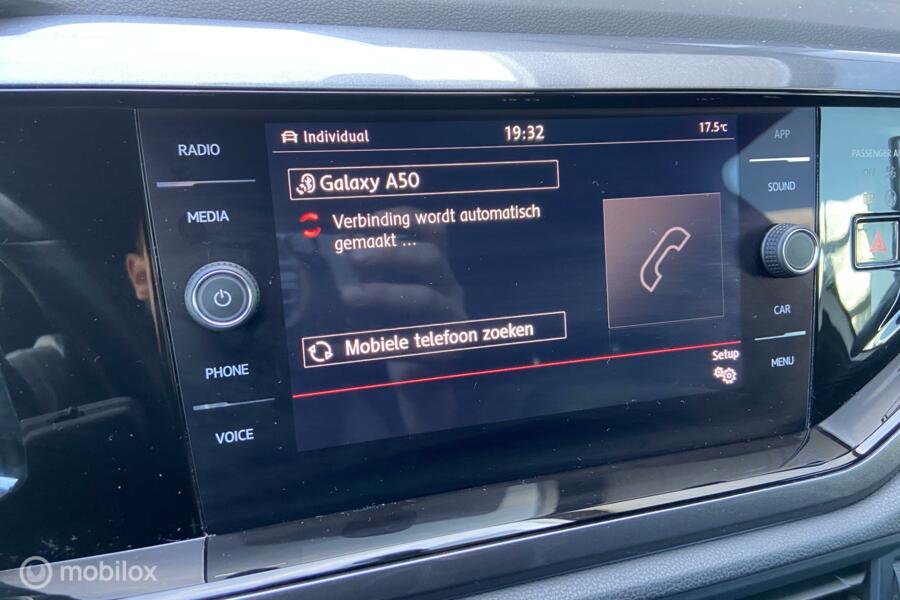 RADIO
MEDIA
PHONE
VOICE
Individual
19:32
17.5°C
Galaxy A50
Verbinding wordt automatisch
gemaakt ...
Mobiele telefoon zoeken
Setup
APP
SOUND
CAR
MENU
PASSENGER
mobilox